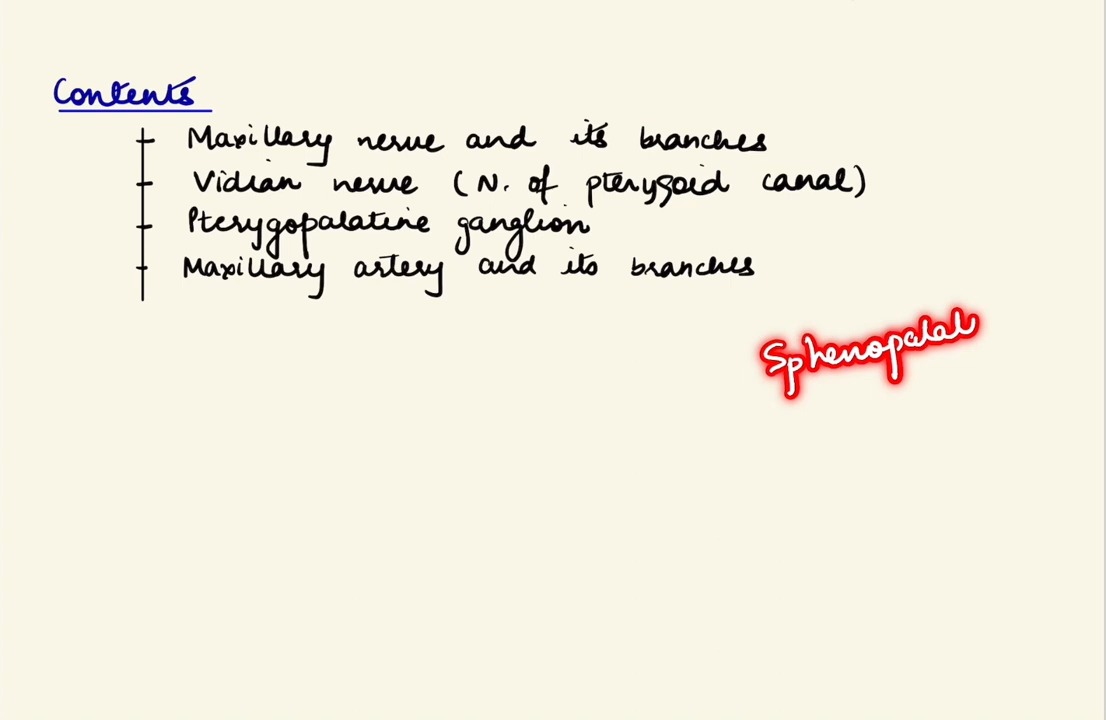 Contents
Maxillary nerve and its branches
Vidian nerve (N. of pterygoid canal)
Pterygopalatine ganglion
Maxillary artery and its branches
Sphenopalat